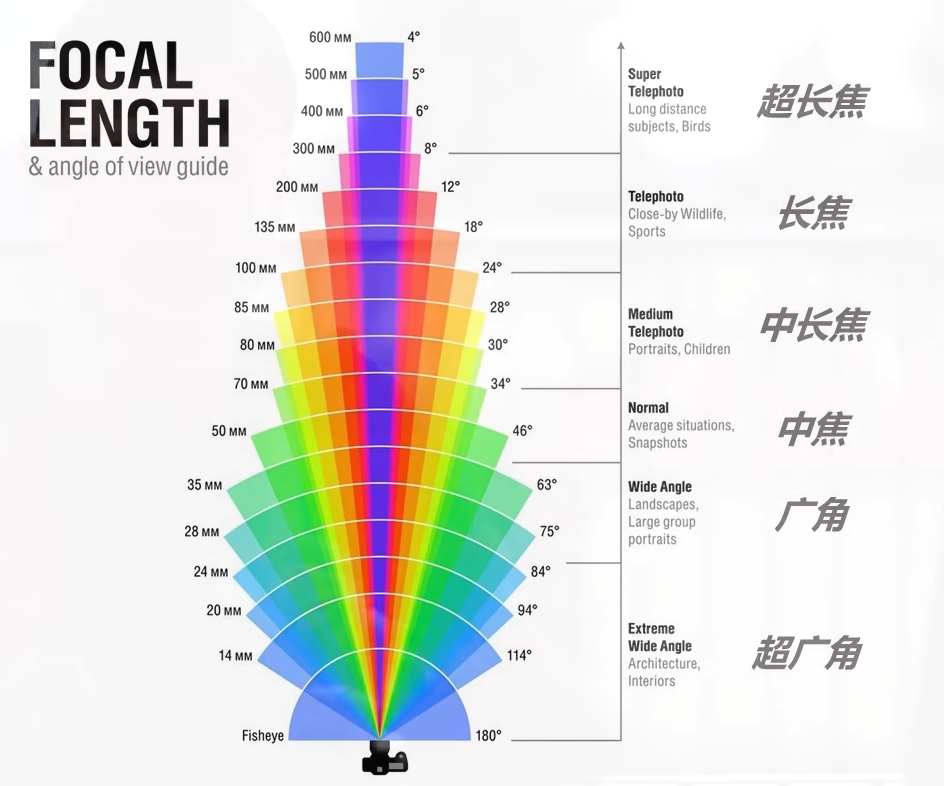 FOCAL
LENGTH
& angle of view guide
600 мм 4°
500 мм 5°
400 мм 6°
300 мм 8°
200 мм 12°
135 мм 18°
100 мм 24°
85 мм 28°
80 мм 30°
70 мм 34°
50 мм 46°
35 мм 63°
28 мм 75°
24 мм 84°
20 мм 94°
14 мм 114°
Fisheye 180°
Super
Telephoto
Long distance
subjects, Birds
超长焦
Telephoto
Close-by Wildlife,
Sports
长焦
Medium
Telephoto
Portraits, Children
中长焦
Normal
Average situations,
Snapshots
中焦
Wide Angle
Landscapes,
Large group
portraits
广角
Extreme
Wide Angle
Architecture,
Interiors
超广角